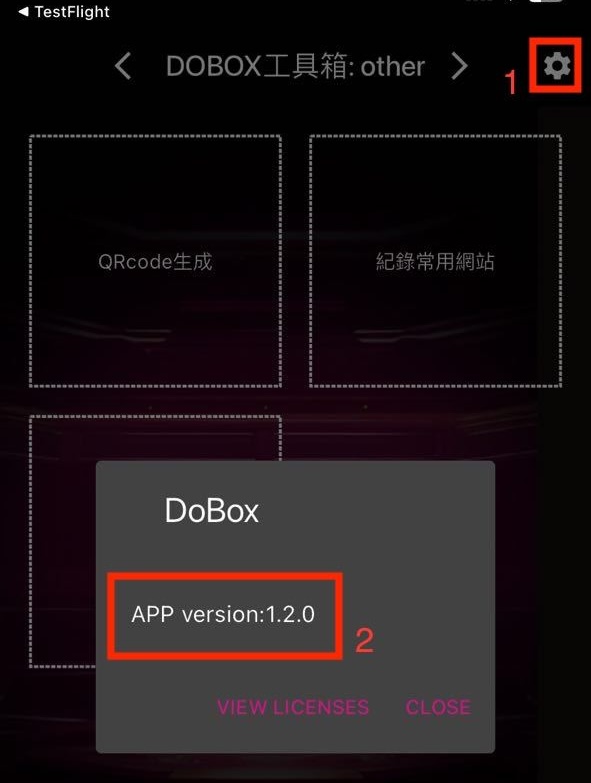 ◀ TestFlight
DOBOX工具箱: other
1
QRcode生成
紀錄常用網站
DoBox
APP version:1.2.0
2
VIEW LICENSES
CLOSE